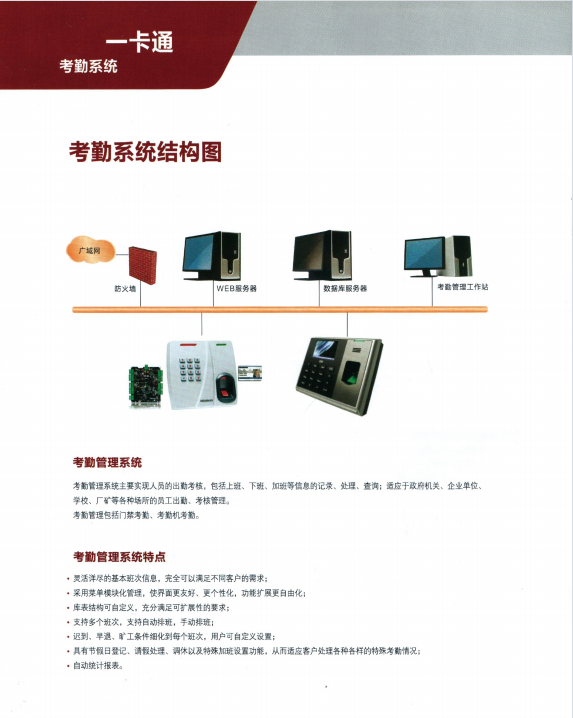 一卡通
考勤系统
考勤系统结构图
广域网
防火墙
WEB服务器
数据库服务器
考勤管理工作站
考勤管理系统
考勤管理系统主要实现人员的出勤考核，包括上班、下班、加班等信息的记录、处理、查询；适应于政府机关、企业单位、
学校、厂矿等各种场所的员工出勤、考核管理。
考勤管理包括门禁考勤、考勤机考勤。
考勤管理系统特点
• 灵活详尽的基本班次信息，完全可以满足不同客户的需求；
• 采用菜单模块化管理，使界面更友好、更个性化，功能扩展更自由化；
• 库表结构可自定义，充分满足可扩展性的要求；
• 支持多个班次，支持自动排班，手动排班；
• 迟到、早退、旷工条件细化到每个班次，用户可自定义设置；
• 具有节假日登记、请假处理、调休以及特殊加班设置功能，从而适应客户处理各种各样的特殊考勤情况；
• 自动统计报表。